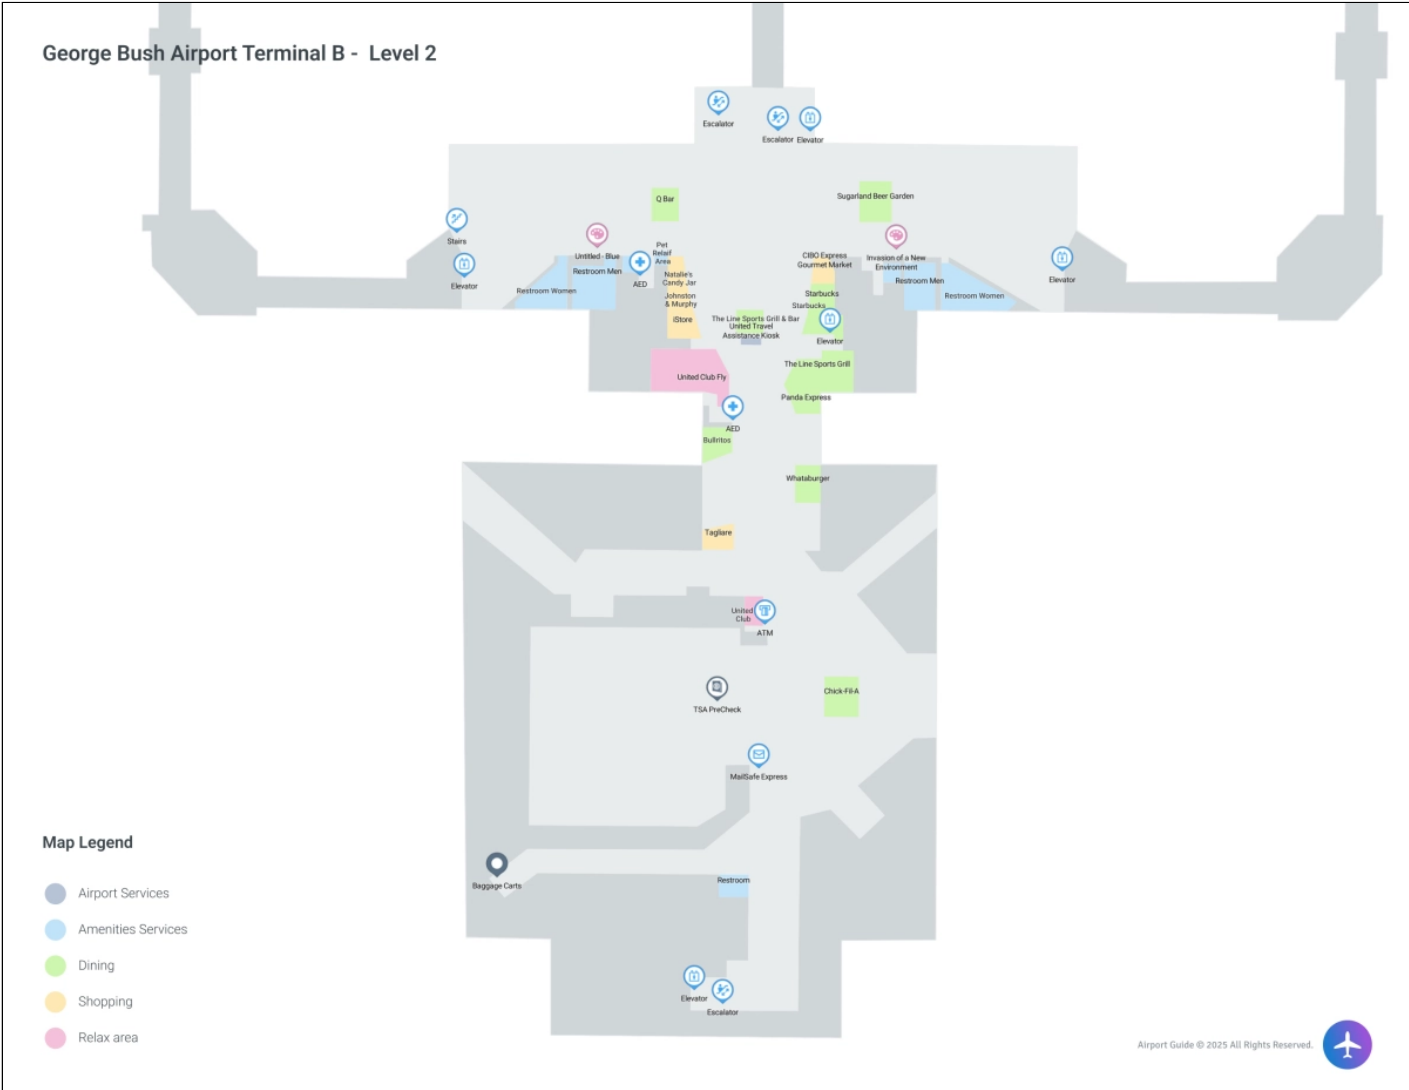 George Bush Airport Terminal B -  Level 2
Escalator
Escalator
Elevator
Q Bar
Sugarland Beer Garden
Stairs
Elevator
Untitled - Blue
Restroom Men
Restroom Women
AED
Pet
Relaif
Area
Natalie's
Candy Jar
Johnston
& Murphy
iStore
CIBO Express
Gourmet Market
Starbucks
Starbucks
Elevator
Invasion of a New
Environment
Restroom Men
Restroom Women
Elevator
The Line Sports Grill & Bar
United Travel
Assistance Kiosk
The Line Sports Grill
United Club Fly
Panda Express
AED
Bullritos
Whataburger
Tagliare
United
Club
ATM
TSA PreCheck
Chick-Fil-A
MailSafe Express
Baggage Carts
Restroom
Elevator
Escalator
Map Legend
Airport Services
Amenities Services
Dining
Shopping
Relax area
Airport Guide © 2025 All Rights Reserved.